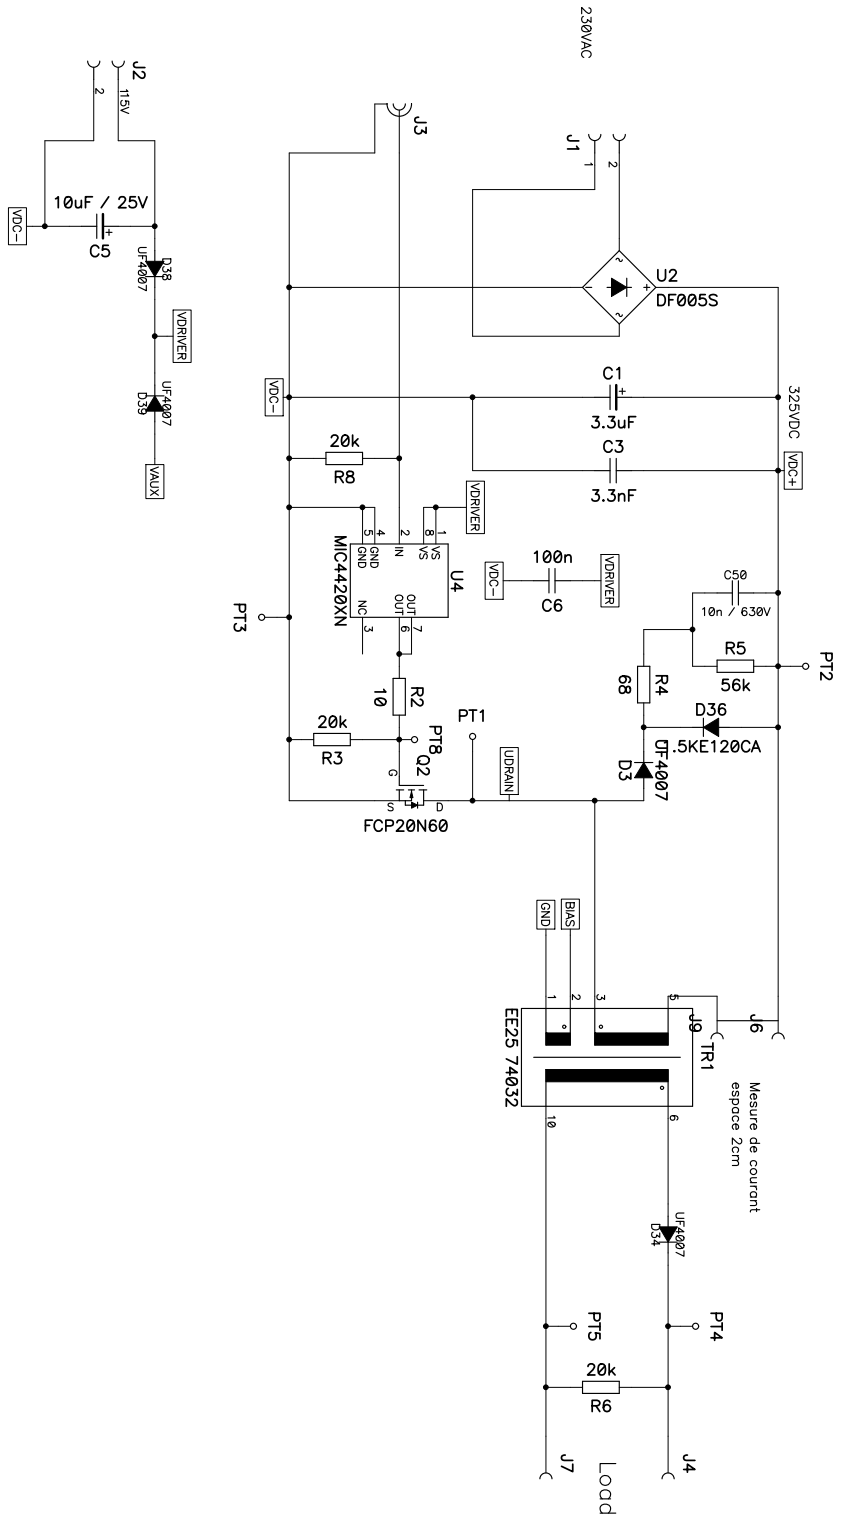 230VAC
J1
1
2
U2
DF005S
~
~
+
-
C1
+
3.3uF
C3
3.3nF
325VDC
VDC+
VDC-
J2
115V
2
10uF / 25V
+
C5
VDC-
D38
UF4007
VDRIVER
UF4007
D39
VAUX
J3
20k
R8
VDRIVER
5
4
2
8
1
GND
GND
IN
VS
VS
U4
MIC4420XN
NC
OUT
OUT
3
6
7
100n
C6
VDC-
VDRIVER
PT3
R2
10
20k
R3
PT8
Q2
G
S
D
FCP20N60
PT1
UDRAIN
C50
10n / 630V
R5
56k
PT2
R4
68
D36
1.5KE120CA
D3
UF4007
GND
BIAS
1
2
3
5
J9
J6
TR1
EE25 74032
10
6
Mesure de courant
espace 2cm
UF4007
D34
PT5
PT4
20k
R6
J7
J4
Load